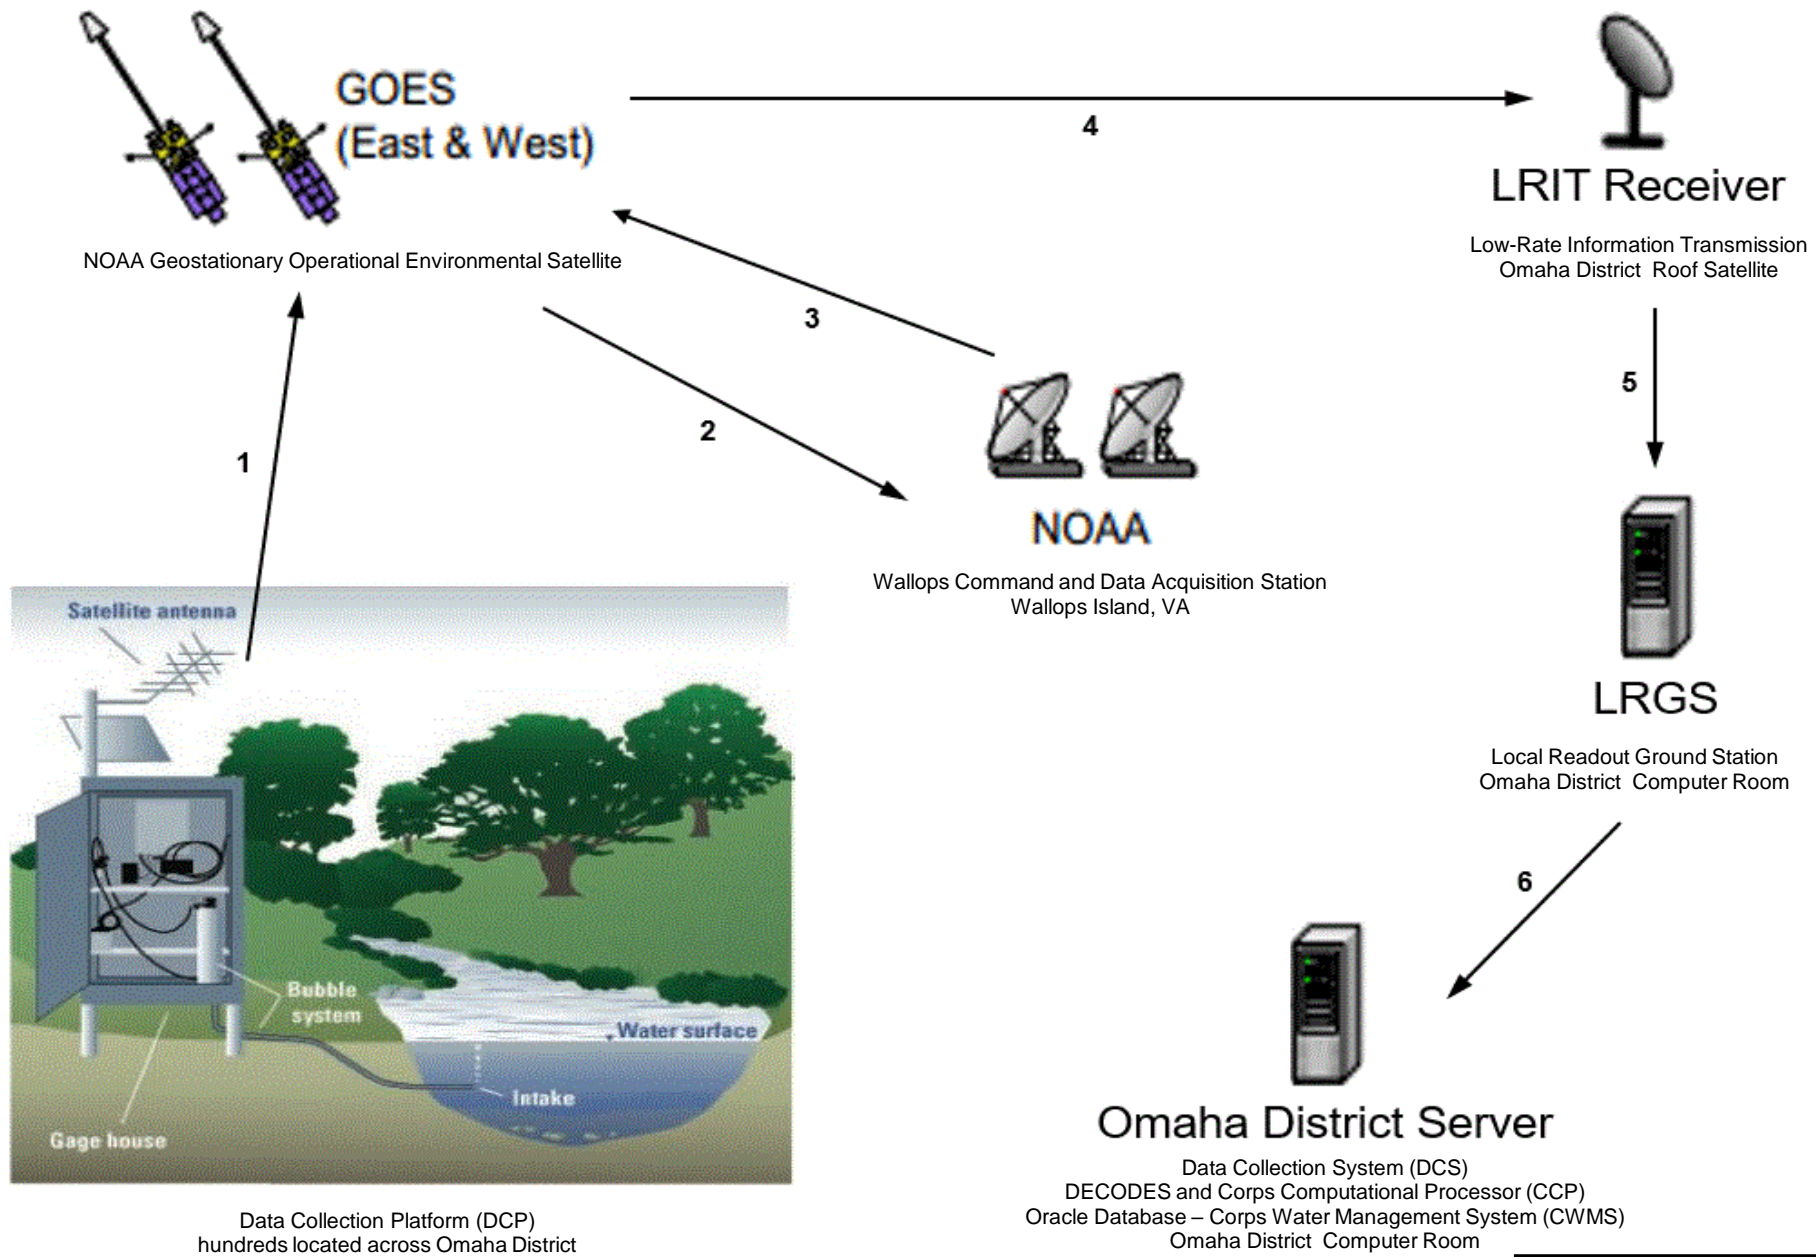 GOES
(East & West)
NOAA Geostationary Operational Environmental Satellite
4
LRIT Receiver
Low-Rate Information Transmission
Omaha District Roof Satellite
3
2
1
5
NOAA
Wallops Command and Data Acquisition Station
Wallops Island, VA
LRGS
Local Readout Ground Station
Omaha District Computer Room
6
Satellite antenna
Bubble
system
Water surface
Intake
Gage house
Data Collection Platform (DCP)
hundreds located across Omaha District
Omaha District Server
Data Collection System (DCS)
DECODES and Corps Computational Processor (CCP)
Oracle Database – Corps Water Management System (CWMS)
Omaha District Computer Room